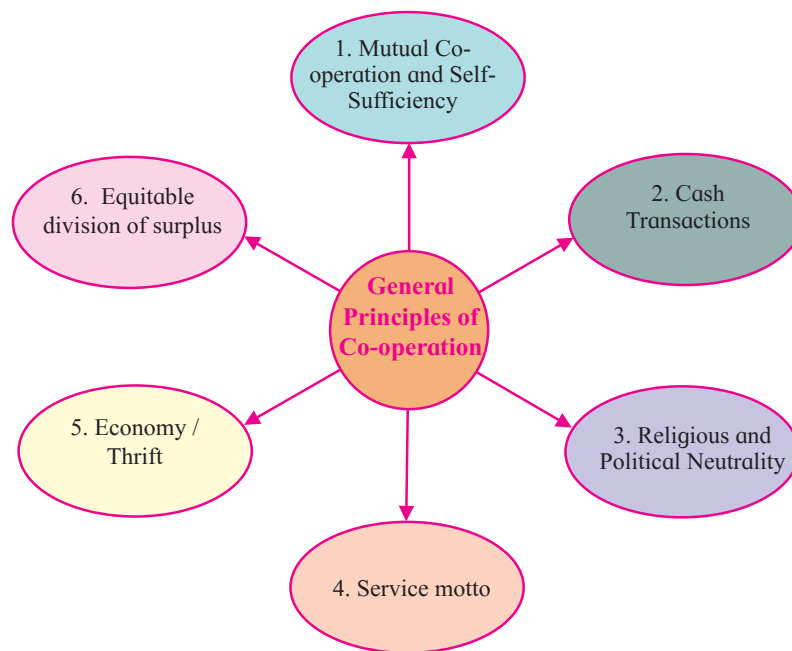 1. Mutual Co-
operation and Self-
Sufficiency
6. Equitable
division of surplus
2. Cash
Transactions
General
Principles of
Co-operation
5. Economy /
Thrift
3. Religious and
Political Neutrality
4. Service motto